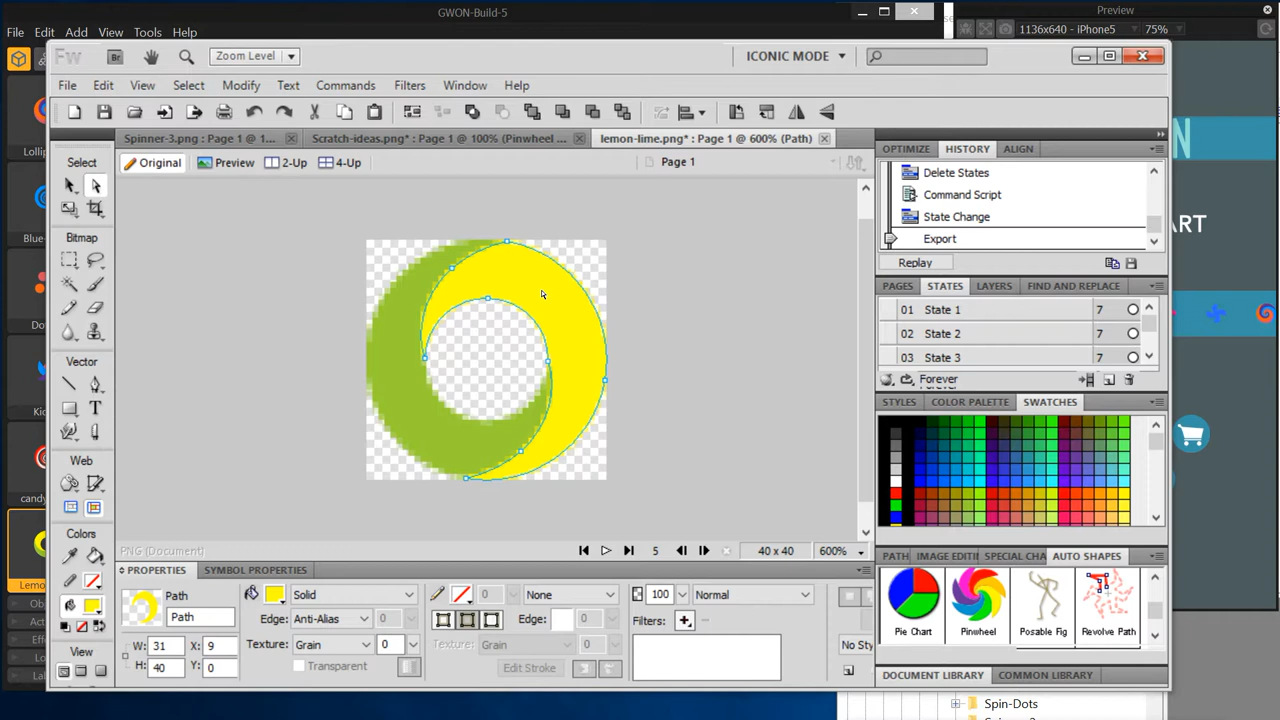 GWON-Build-5
Preview
File Edit Add View Tools Help
1136x640 - iPhone5 75%
Fw Br Zoom Level ICONIC MODE
File Edit View Select Modify Text Commands Filters Window Help
Spinner-3.png : Page 1 @ 1... Scratch-ideas.png* : Page 1 @ 100% (Pinwheel ... lemon-lime.png* : Page 1 @ 600% (Path)
OPTIMIZE HISTORY ALIGN
Select Original Preview 2-Up 4-Up Page 1
Delete States
Command Script
State Change
Export
Replay
Bitmap
PAGES STATES LAYERS FIND AND REPLACE
01 State 1 7
02 State 2 7
03 State 3 7
Forever
Vector
STYLES COLOR PALETTE SWATCHES
Web
Colors
View
PNG (Document) 5 40 x 40 600%
PATH IMAGE EDITI SPECIAL CHA AUTO SHAPES
Pie Chart Pinwheel Posable Fig Revolve Path
DOCUMENT LIBRARY COMMON LIBRARY
PROPERTIES SYMBOL PROPERTIES
Path
Path
W: 31 X: 9
H: 40 Y: 0
Solid
Edge: Anti-Alias 0
Texture: Grain 0
Transparent
0 None
Edge: 0
Texture: Grain 0
Edit Stroke
100 Normal
Filters:
No Sty
Lollip
Blue-
Do
Kic
candy
Lemo
ART
N
Spin-Dots